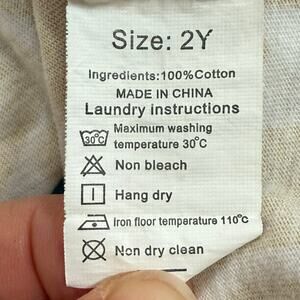 Size: 2Y
Ingredients:100%Cotton
MADE IN CHINA
Laundry instructions
30°C Maximum washing
temperature 30°C
Non bleach
Hang dry
Iron floor temperature 110°C
Non dry clean